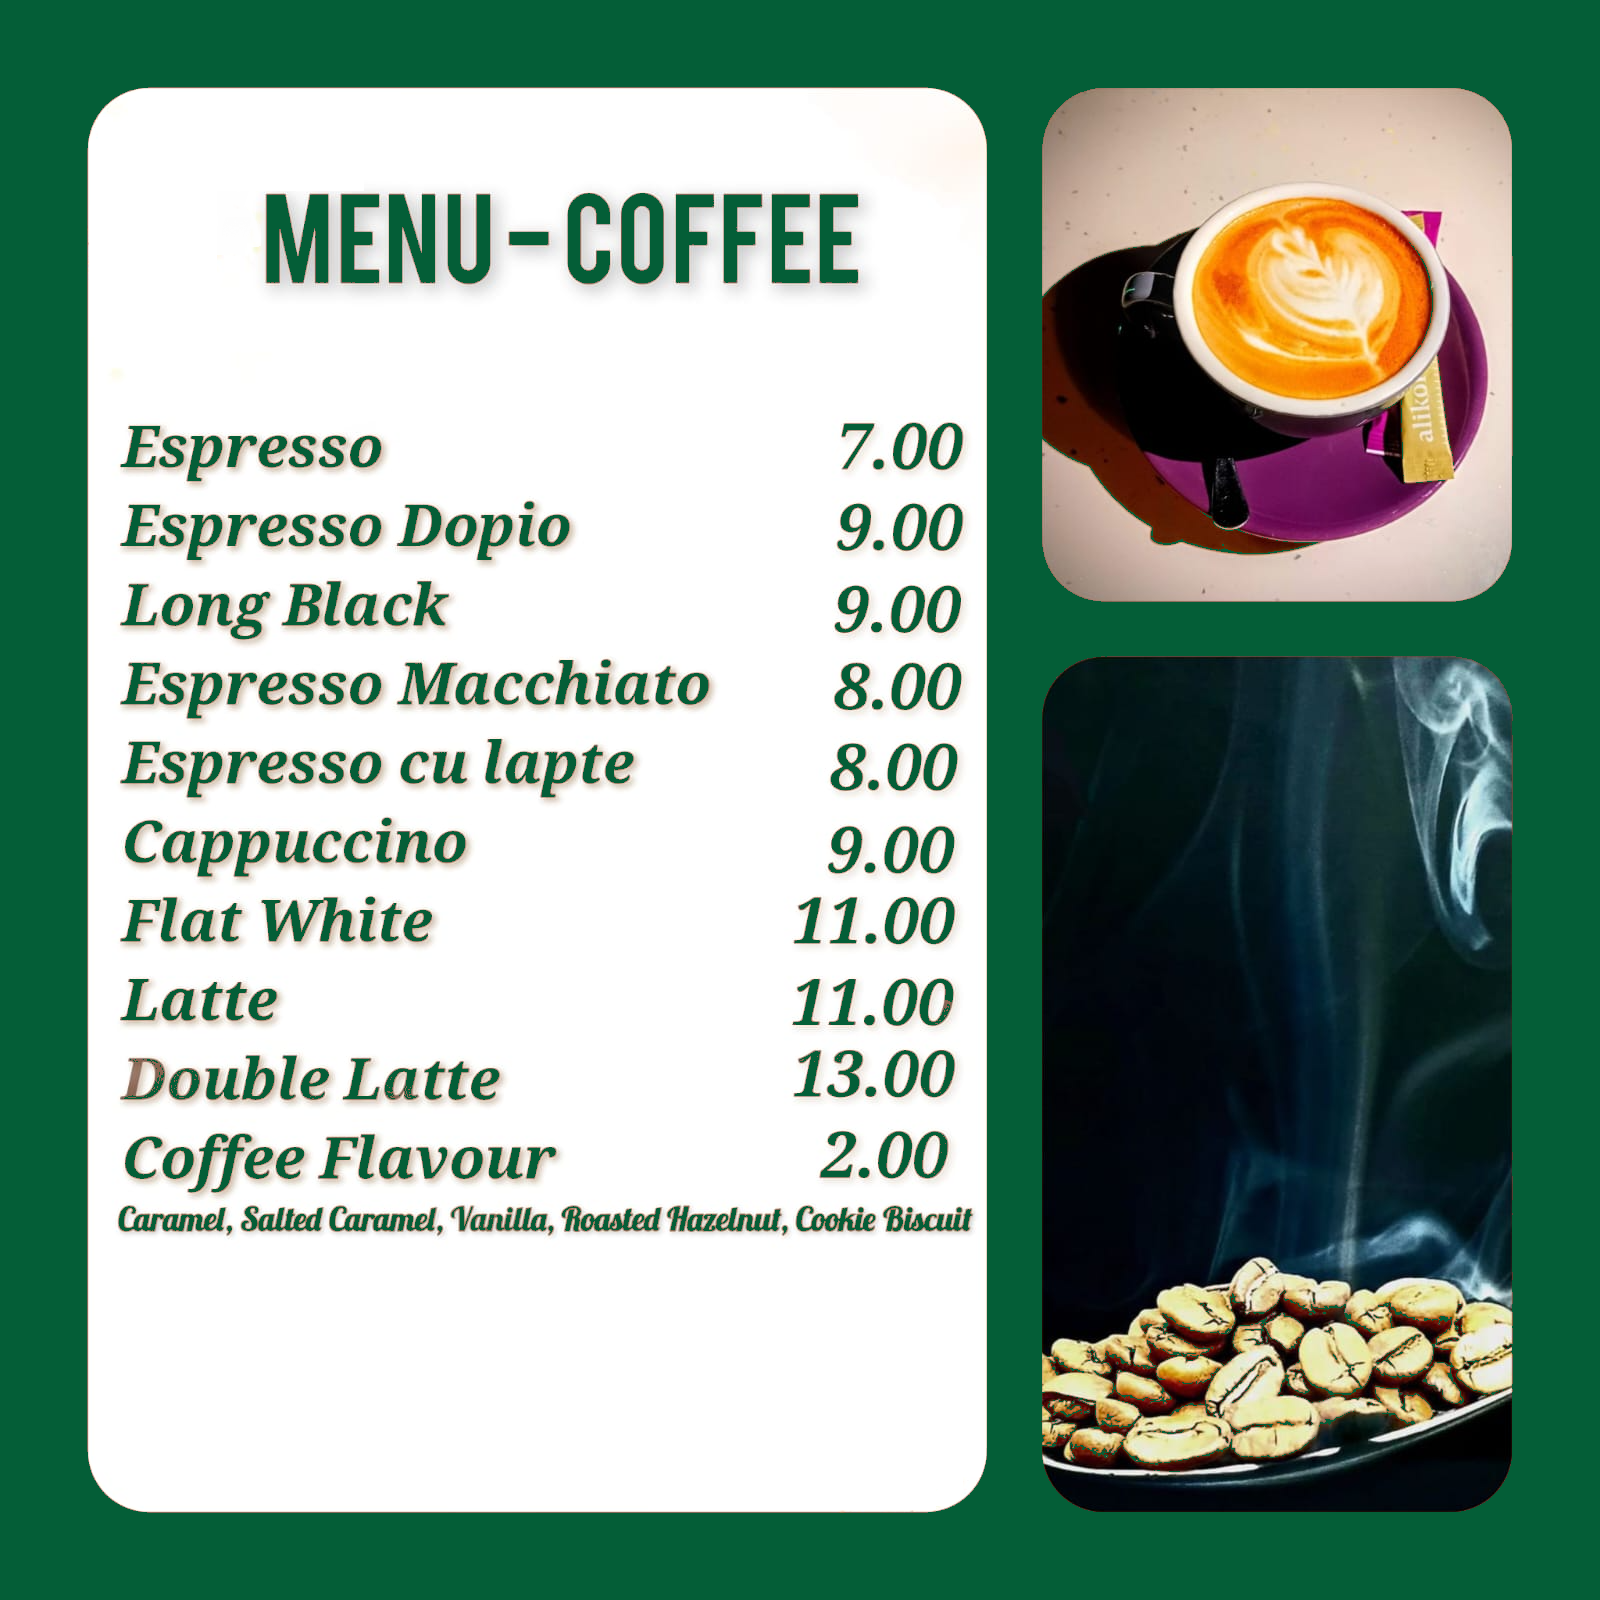 MENU - COFFEE
Espresso 7.00
Espresso Dopio 9.00
Long Black 9.00
Espresso Macchiato 8.00
Espresso cu lapte 8.00
Cappuccino 9.00
Flat White 11.00
Latte 11.00
Double Latte 13.00
Coffee Flavour 2.00
Caramel, Salted Caramel, Vanilla, Roasted Hazelnut, Cookie Biscuit